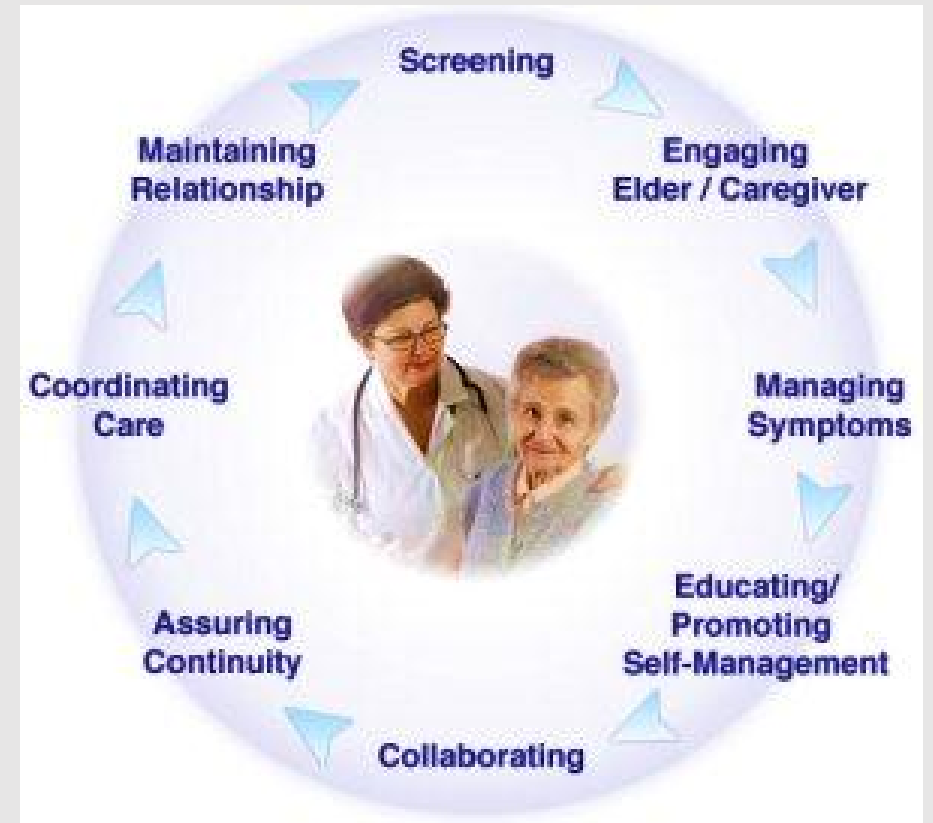 Screening
Engaging
Elder / Caregiver
Managing
Symptoms
Educating/
Promoting
Self-Management
Collaborating
Assuring
Continuity
Coordinating
Care
Maintaining
Relationship